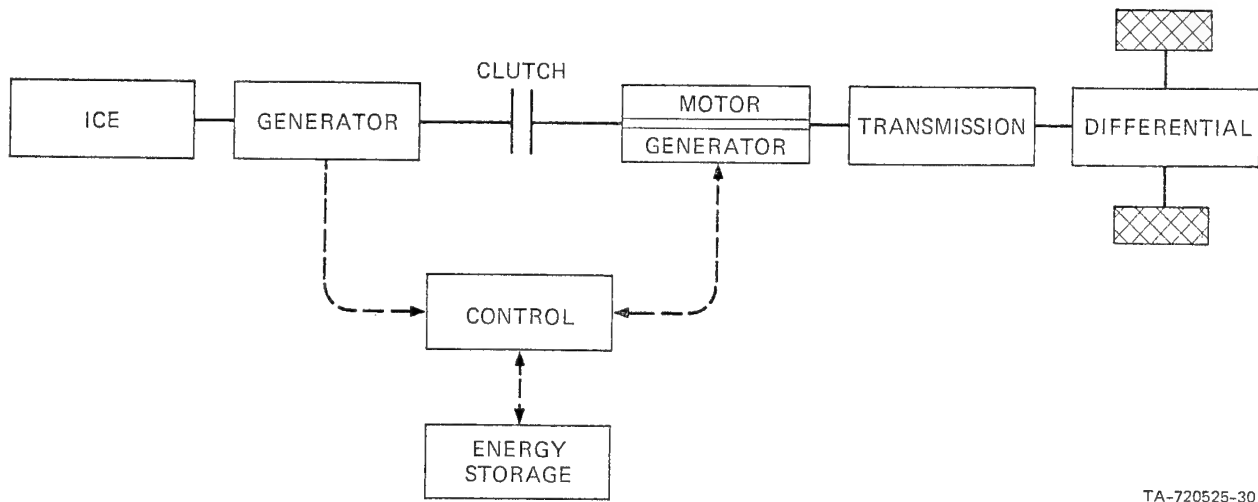 CLUTCH
ICE
GENERATOR
MOTOR
GENERATOR
TRANSMISSION
DIFFERENTIAL
CONTROL
ENERGY
STORAGE
TA-720525-30